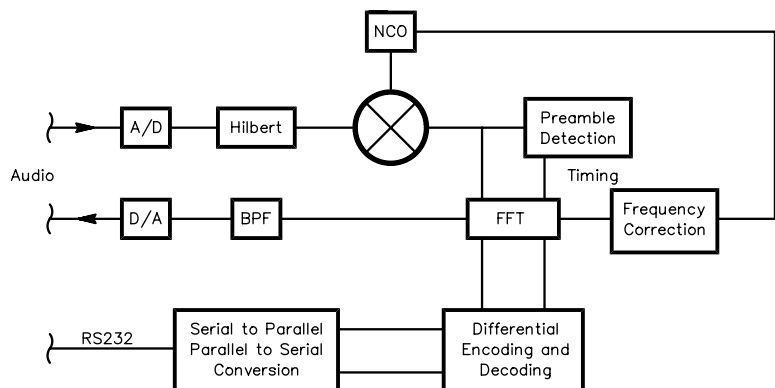 NCO
A/D
Hilbert
Preamble
Detection
Audio
Timing
D/A
BPF
FFT
Frequency
Correction
RS232
Serial to Parallel
Parallel to Serial
Conversion
Differential
Encoding and
Decoding